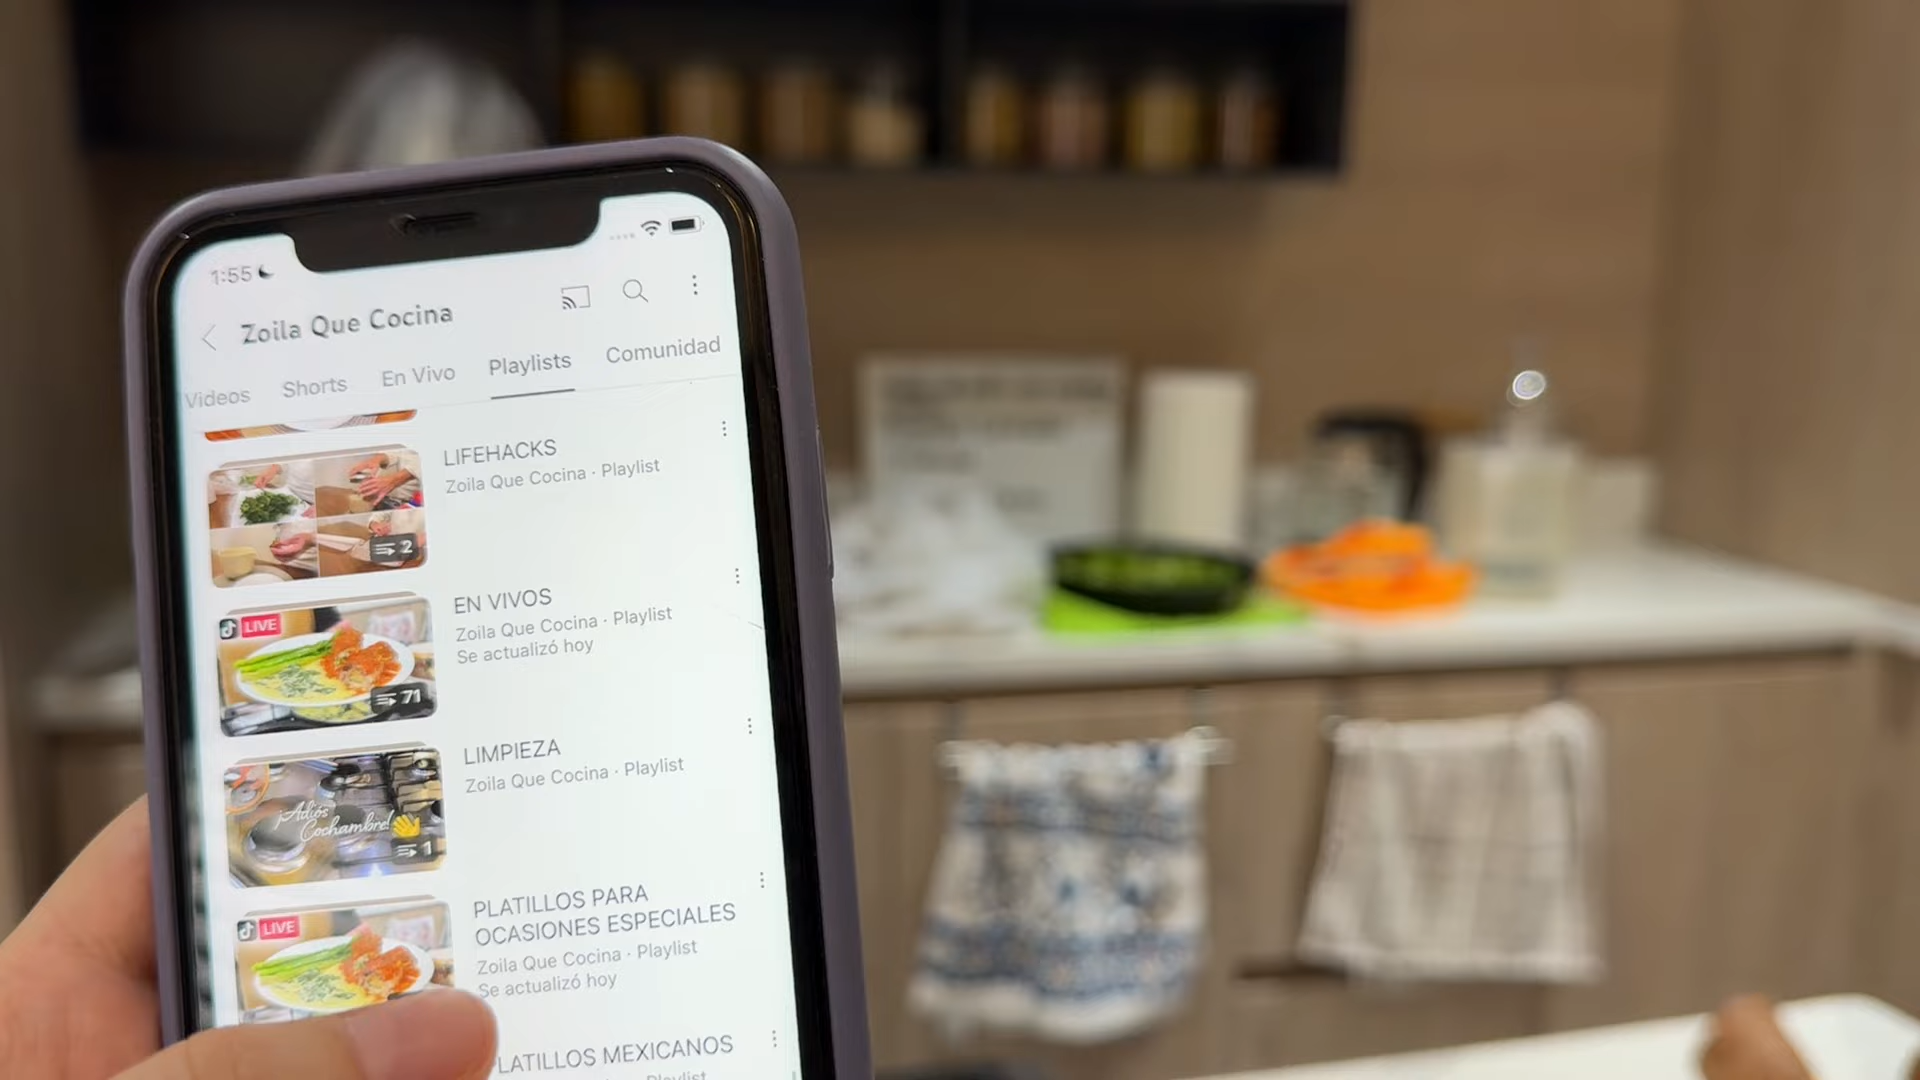 1:55
Zoila Que Cocina
Videos Shorts En Vivo Playlists Comunidad
LIFEHACKS
Zoila Que Cocina · Playlist
2
EN VIVOS
Zoila Que Cocina · Playlist
Se actualizó hoy
LIVE
71
LIMPIEZA
Zoila Que Cocina · Playlist
¡Adiós
Cochambre!
1
PLATILLOS PARA
OCASIONES ESPECIALES
Zoila Que Cocina · Playlist
Se actualizó hoy
LIVE
PLATILLOS MEXICANOS
Playlist